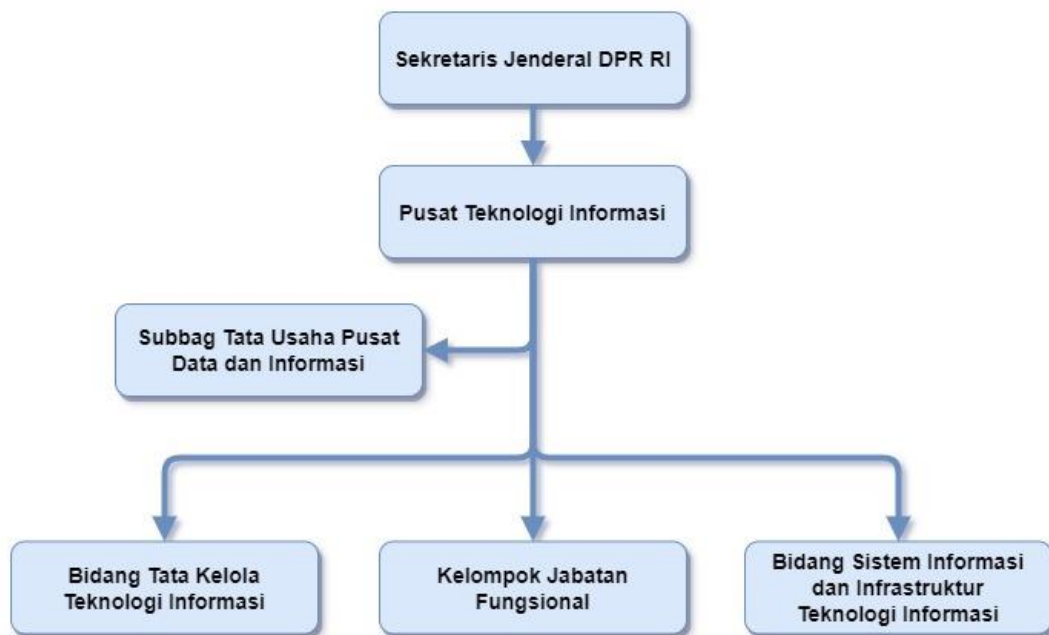 Sekretaris Jenderal DPR RI
Pusat Teknologi Informasi
Subbag Tata Usaha Pusat
Data dan Informasi
Bidang Tata Kelola
Teknologi Informasi
Kelompok Jabatan
Fungsional
Bidang Sistem Informasi
dan Infrastruktur
Teknologi Informasi